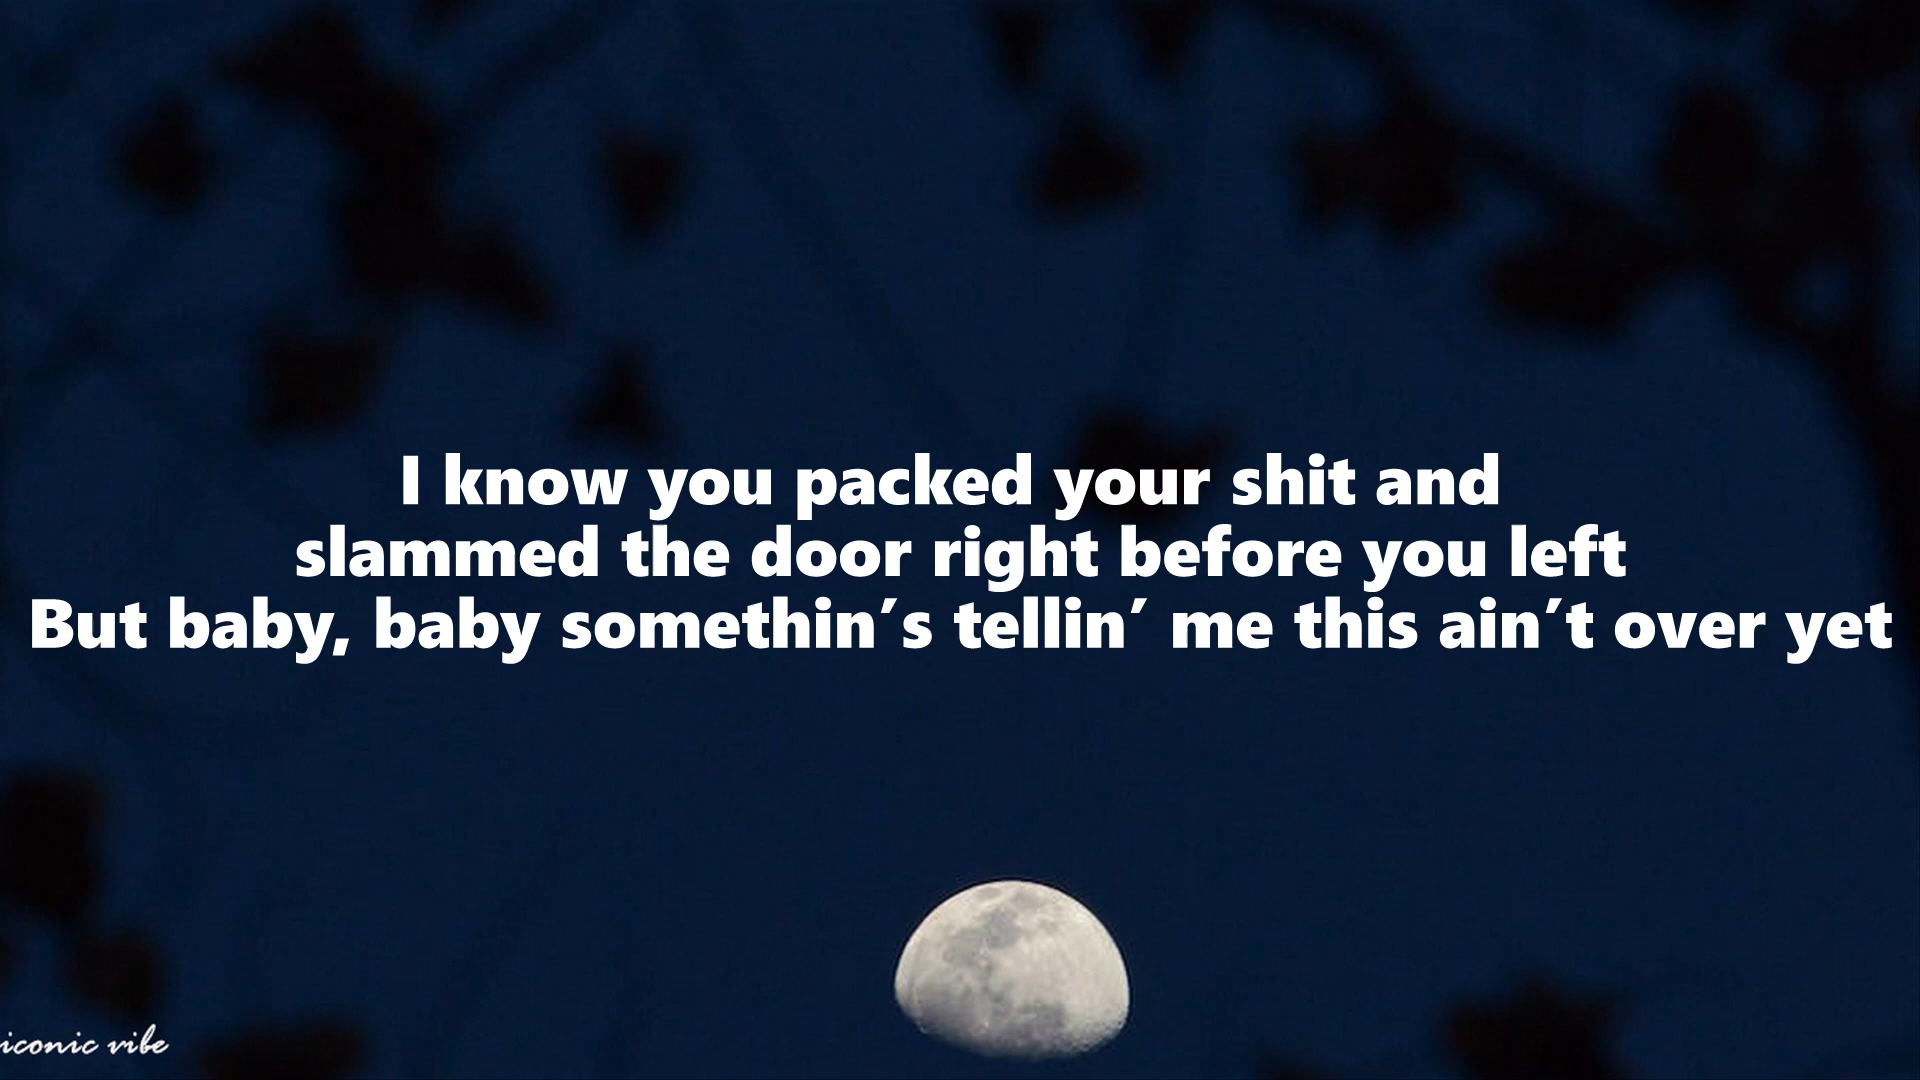 I know you packed your shit and
slammed the door right before you left
But baby, baby somethin′s tellin′ me this ain′t over yet
iconic vibe